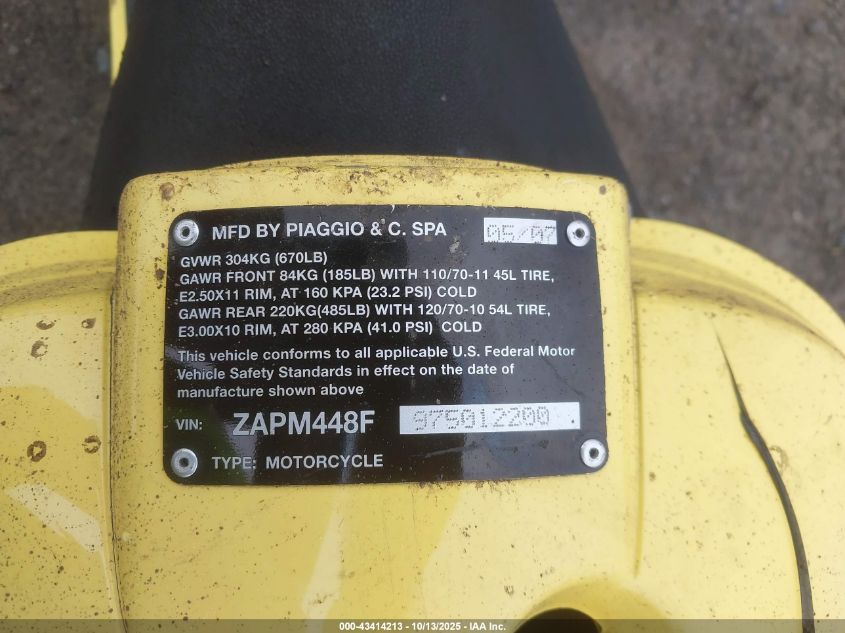 MFD BY PIAGGIO & C. SPA 05/07
GVWR 304KG (670LB)
GAWR FRONT 84KG (185LB) WITH 110/70-11 45L TIRE,
E2.50X11 RIM, AT 160 KPA (23.2 PSI) COLD
GAWR REAR 220KG(485LB) WITH 120/70-10 54L TIRE,
E3.00X10 RIM, AT 280 KPA (41.0 PSI) COLD
This vehicle conforms to all applicable U.S. Federal Motor
Vehicle Safety Standards in effect on the date of
manufacture shown above
VIN: ZAPM448F 975012200
TYPE: MOTORCYCLE
000-43414213 - 10/13/2025 - IAA Inc.